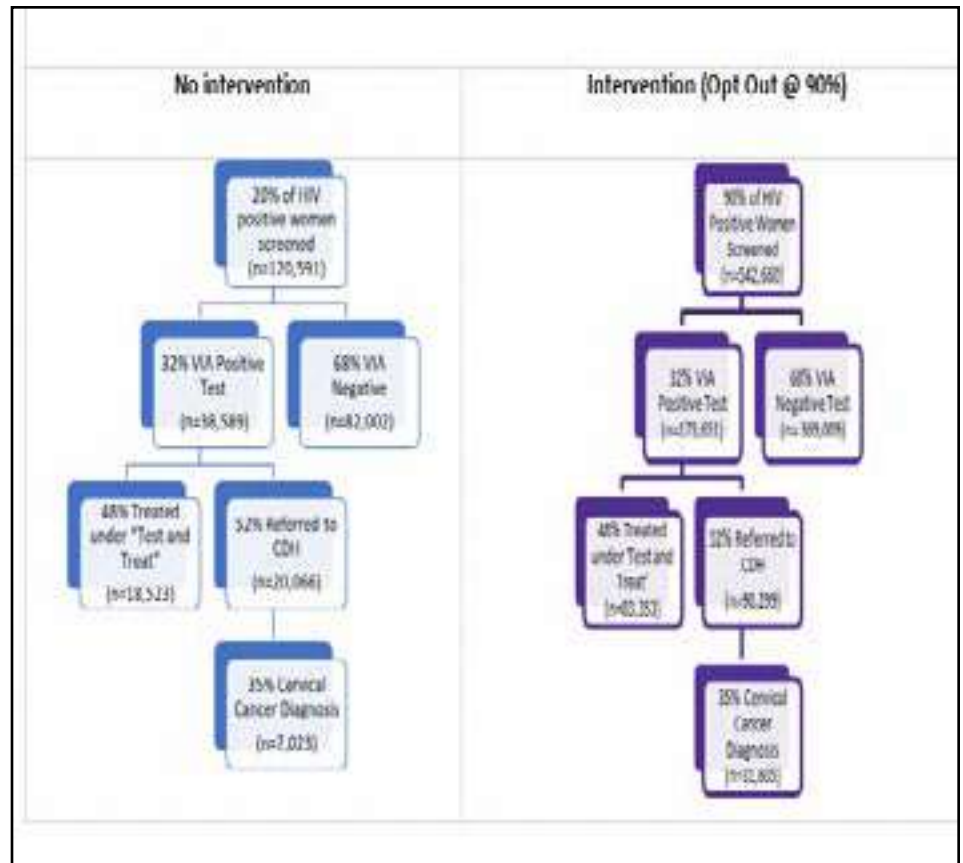 No intervention
Intervention (Opt Out @ 90%)
20% of HIV
positive women
screened
(n=120,591)
32% VIA Positive
Test
(n=38,589)
68% VIA
Negative
(n=82,002)
48% Treated
under "Test and
Treat"
(n=18,523)
52% Referred to
CDH
(n=20,066)
35% Cervical
Cancer Diagnosis
(n=7,023)
90% of HIV
Positive Women
Screened
(n=542,660)
32% VIA
Positive Test
68% VIA
Negative Test
48% Treated
under 'Test and
Treat'
52% Referred to
CDH
35% Cervical
Cancer
Diagnosis